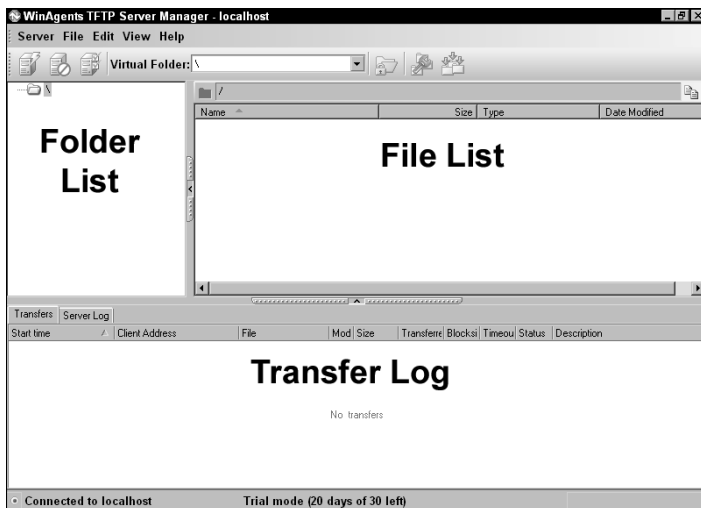 WinAgents TFTP Server Manager - localhost
Server File Edit View Help
Virtual Folder: \
\
/
Name Size Type Date Modified
Folder List
File List
Transfers Server Log
Start time Client Address File Mod Size Transferre Blocksi Timeou Status Description
Transfer Log
No transfers
Connected to localhost Trial mode (20 days of 30 left)